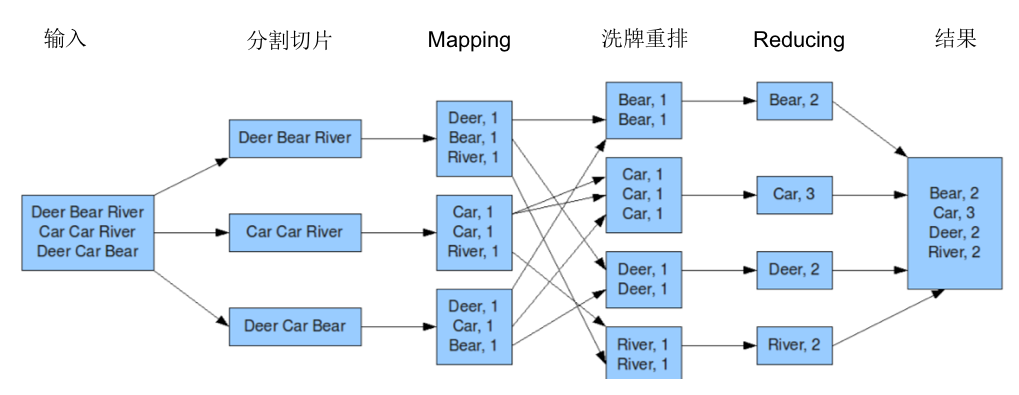 输入
分割切片
Mapping
洗牌重排
Reducing
结果
Deer Bear River
Car Car River
Deer Car Bear
Deer Bear River
Car Car River
Deer Car Bear
Deer, 1
Bear, 1
River, 1
Car, 1
Car, 1
River, 1
Deer, 1
Car, 1
Bear, 1
Bear, 1
Bear, 1
Car, 1
Car, 1
Car, 1
Deer, 1
Deer, 1
River, 1
River, 1
Bear, 2
Car, 3
Deer, 2
River, 2
Bear, 2
Car, 3
Deer, 2
River, 2